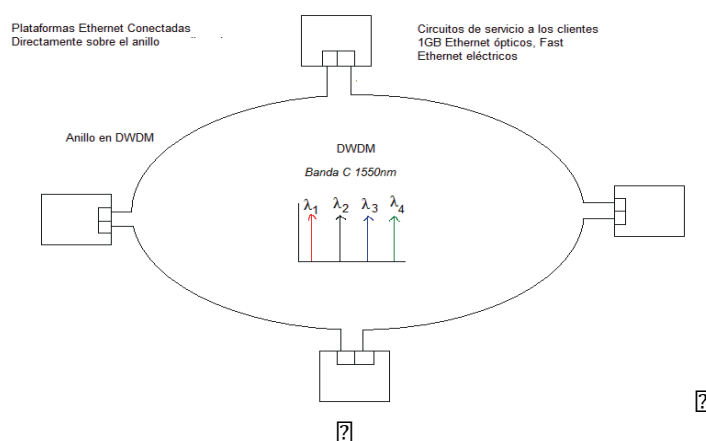 Plataformas Ethernet Conectadas
Directamente sobre el anillo
Circuitos de servicio a los clientes
1GB Ethernet ópticos, Fast
Ethernet eléctricos
Anillo en DWDM
DWDM
Banda C 1550nm
λ1 λ2 λ3 λ4
?
?